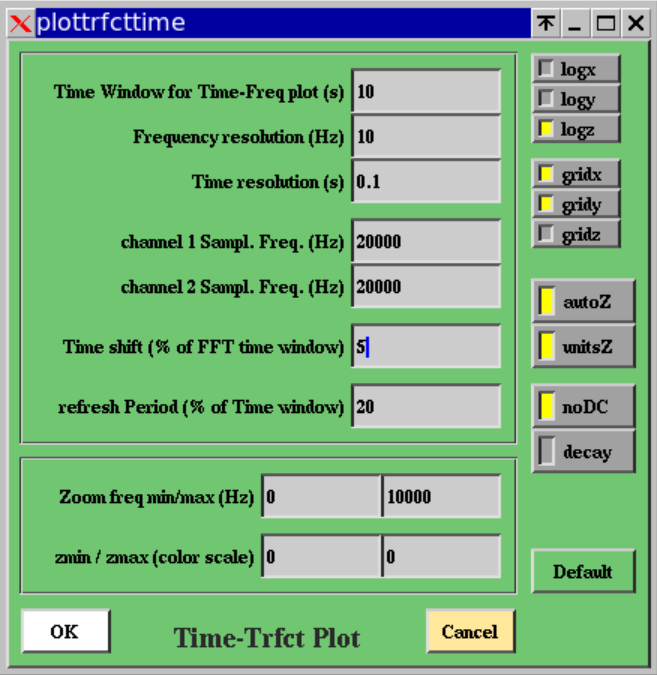 plottrfcttime
Time Window for Time-Freq plot (s) 10
Frequency resolution (Hz) 10
Time resolution (s) 0.1
channel 1 Sampl. Freq. (Hz) 20000
channel 2 Sampl. Freq. (Hz) 20000
Time shift (% of FFT time window) 5
refresh Period (% of Time window) 20
logx
logy
logz
gridx
gridy
gridz
autoZ
unitsZ
noDC
decay
Zoom freq min/max (Hz) 0 10000
zmin / zmax (color scale) 0 0
Default
OK Time-Trfct Plot Cancel